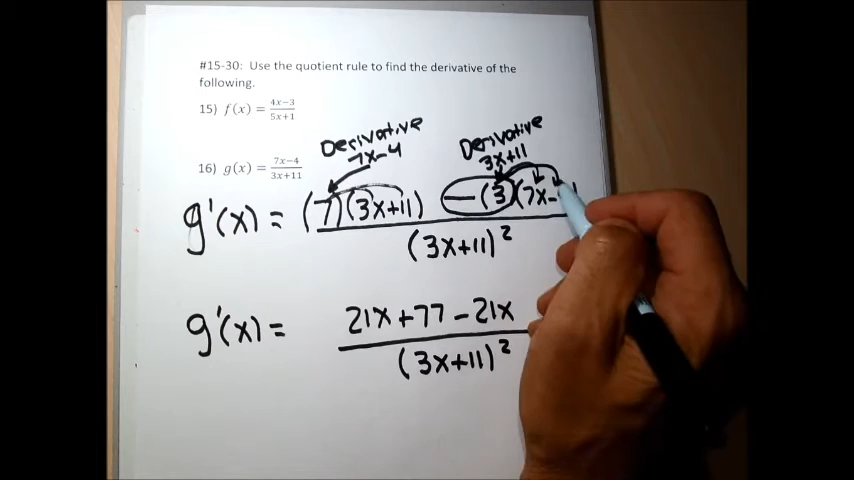 #15-30: Use the quotient rule to find the derivative of the
following.
15) f(x) = 4x−3 / 5x+1
Derivative
7x-4
Derivative
3x+11
16) g(x) = 7x−4 / 3x+11
g'(x) = (7)(3x+11) - (3)(7x-
(3x+11)²
g'(x) = 21x+77-21x
(3x+11)²